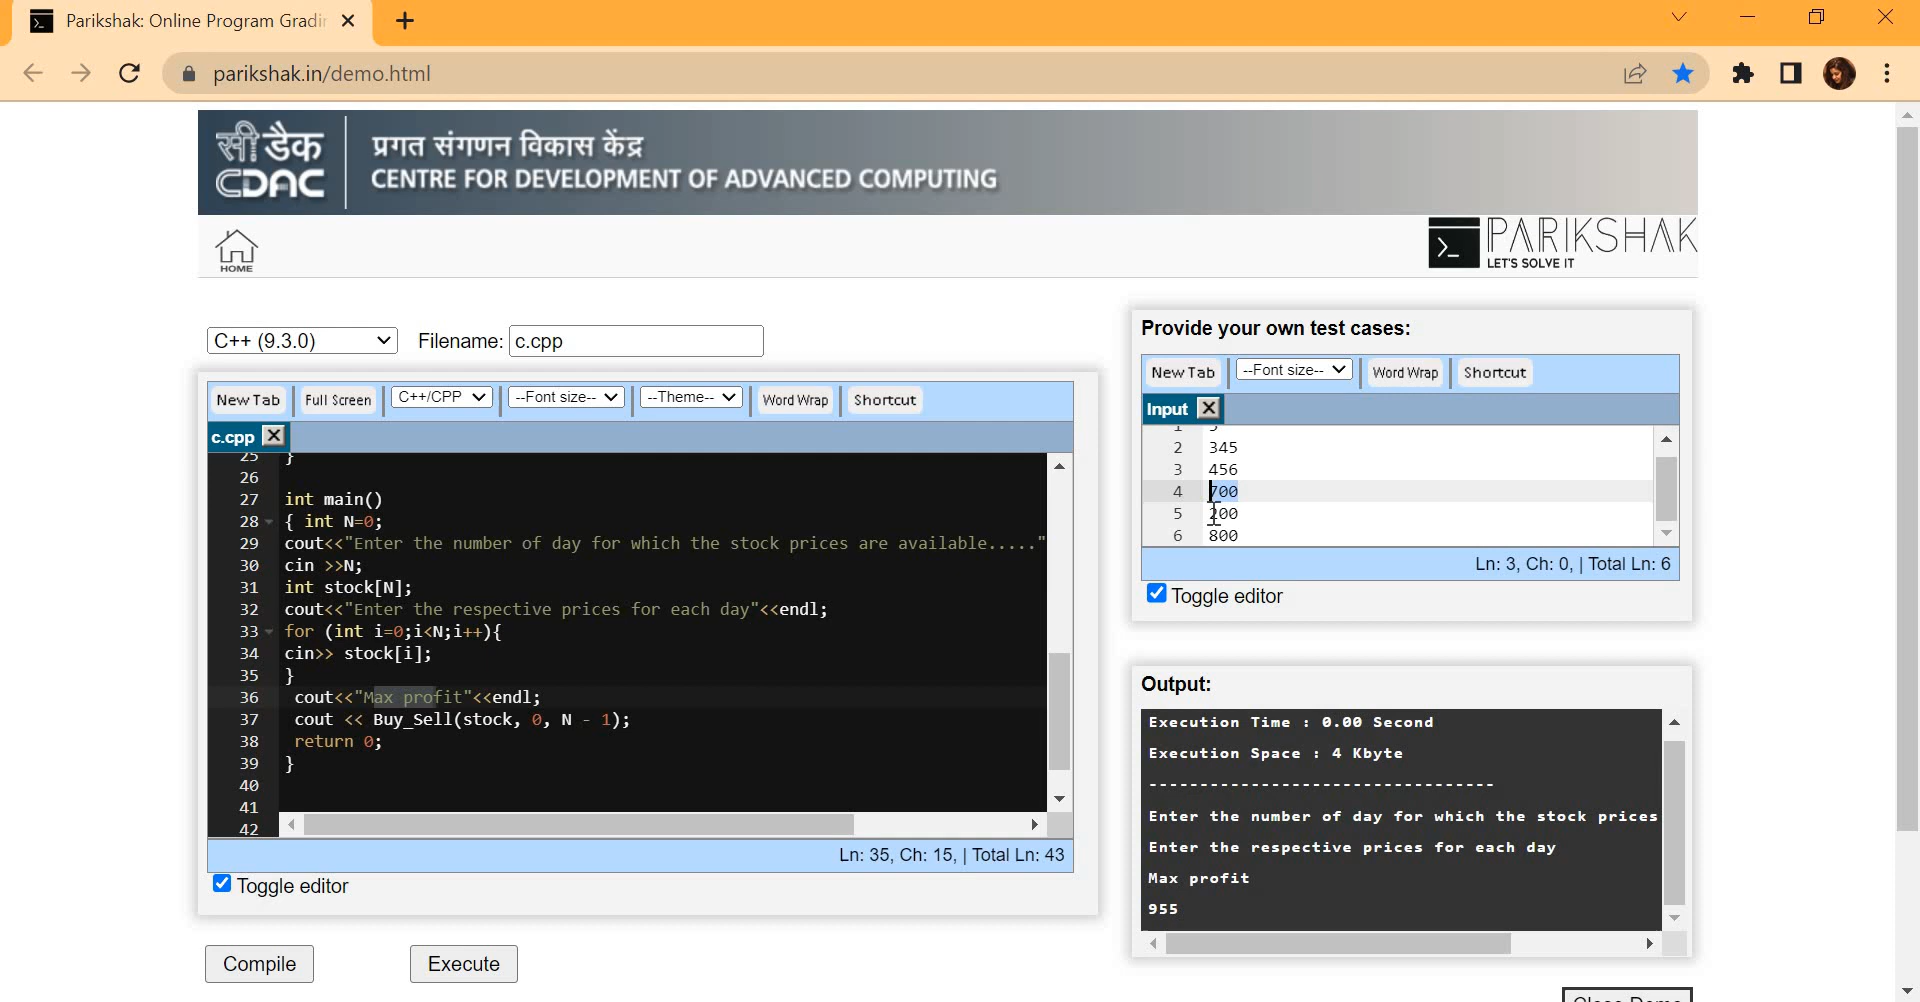 Parikshak: Online Program Gradin
parikshak.in/demo.html
सी डैक
CDAC
प्रगत संगणन विकास केंद्र
CENTRE FOR DEVELOPMENT OF ADVANCED COMPUTING
HOME
PARIKSHAK
LET'S SOLVE IT
C++ (9.3.0)
Filename: c.cpp
New Tab Full Screen C++/CPP --Font size-- --Theme-- Word Wrap Shortcut
c.cpp
25 }
26
27 int main()
28 { int N=0;
29 cout<<"Enter the number of day for which the stock prices are available....."
30 cin >>N;
31 int stock[N];
32 cout<<"Enter the respective prices for each day"<<endl;
33 for (int i=0;i<N;i++){
34 cin>> stock[i];
35 }
36 cout<<"Max profit"<<endl;
37 cout << Buy_Sell(stock, 0, N - 1);
38 return 0;
39 }
40
41
42
Ln: 35, Ch: 15, | Total Ln: 43
Toggle editor
Compile Execute
Provide your own test cases:
New Tab --Font size-- Word Wrap Shortcut
Input
1 5
2 345
3 456
4 700
5 200
6 800
Ln: 3, Ch: 0, | Total Ln: 6
Toggle editor
Output:
Execution Time : 0.00 Second
Execution Space : 4 Kbyte
----------------------------------
Enter the number of day for which the stock prices
Enter the respective prices for each day
Max profit
955
Close Demo